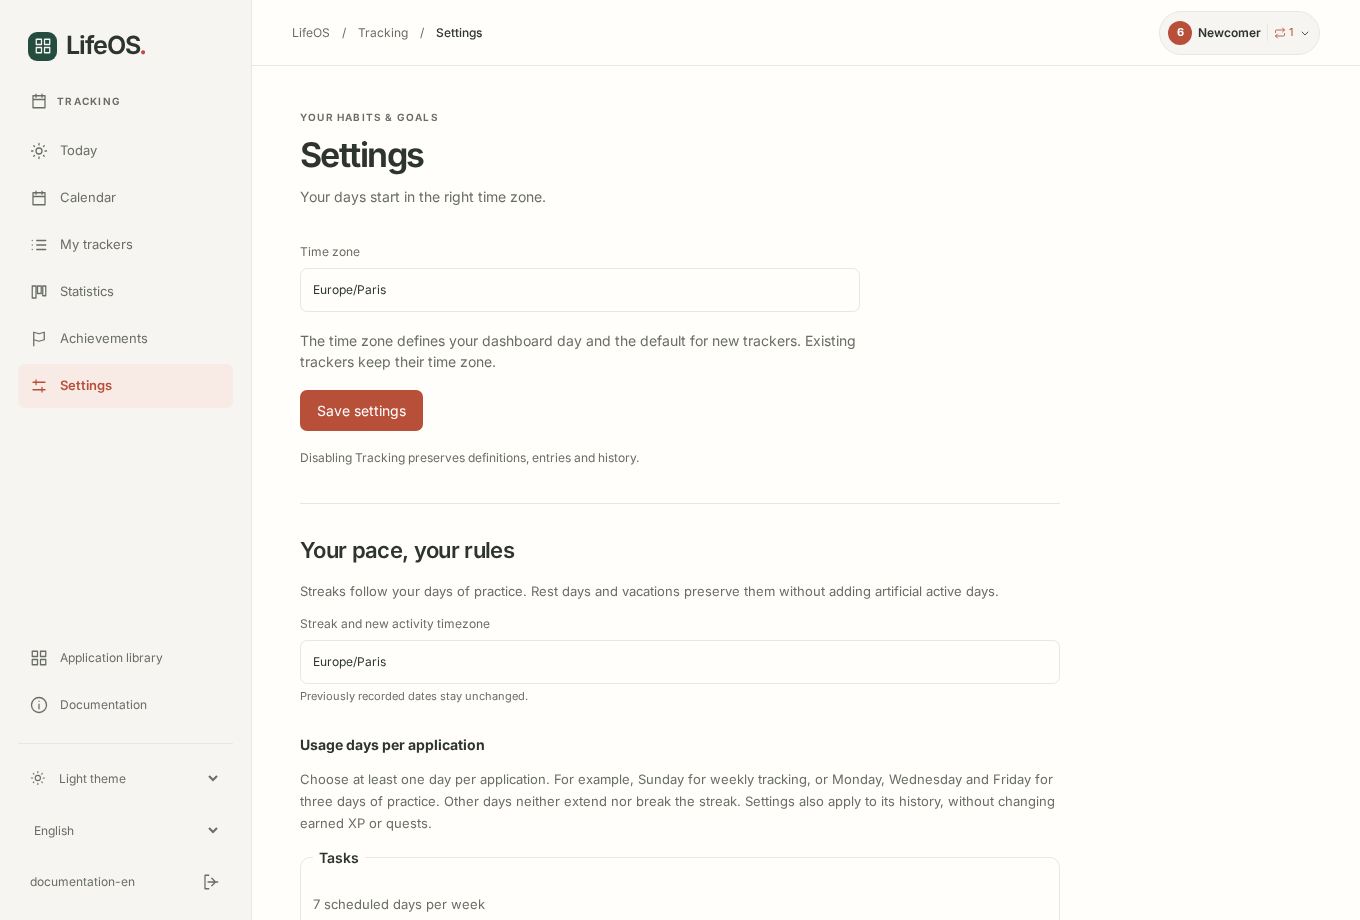 LifeOS.
TRACKING
Today
Calendar
My trackers
Statistics
Achievements
Settings
Application library
Documentation
Light theme
English
documentation-en
LifeOS / Tracking / Settings
6 Newcomer 1
YOUR HABITS & GOALS
Settings
Your days start in the right time zone.
Time zone
Europe/Paris
The time zone defines your dashboard day and the default for new trackers. Existing
trackers keep their time zone.
Save settings
Disabling Tracking preserves definitions, entries and history.
Your pace, your rules
Streaks follow your days of practice. Rest days and vacations preserve them without adding artificial active days.
Streak and new activity timezone
Europe/Paris
Previously recorded dates stay unchanged.
Usage days per application
Choose at least one day per application. For example, Sunday for weekly tracking, or Monday, Wednesday and Friday for
three days of practice. Other days neither extend nor break the streak. Settings also apply to its history, without changing
earned XP or quests.
Tasks
7 scheduled days per week